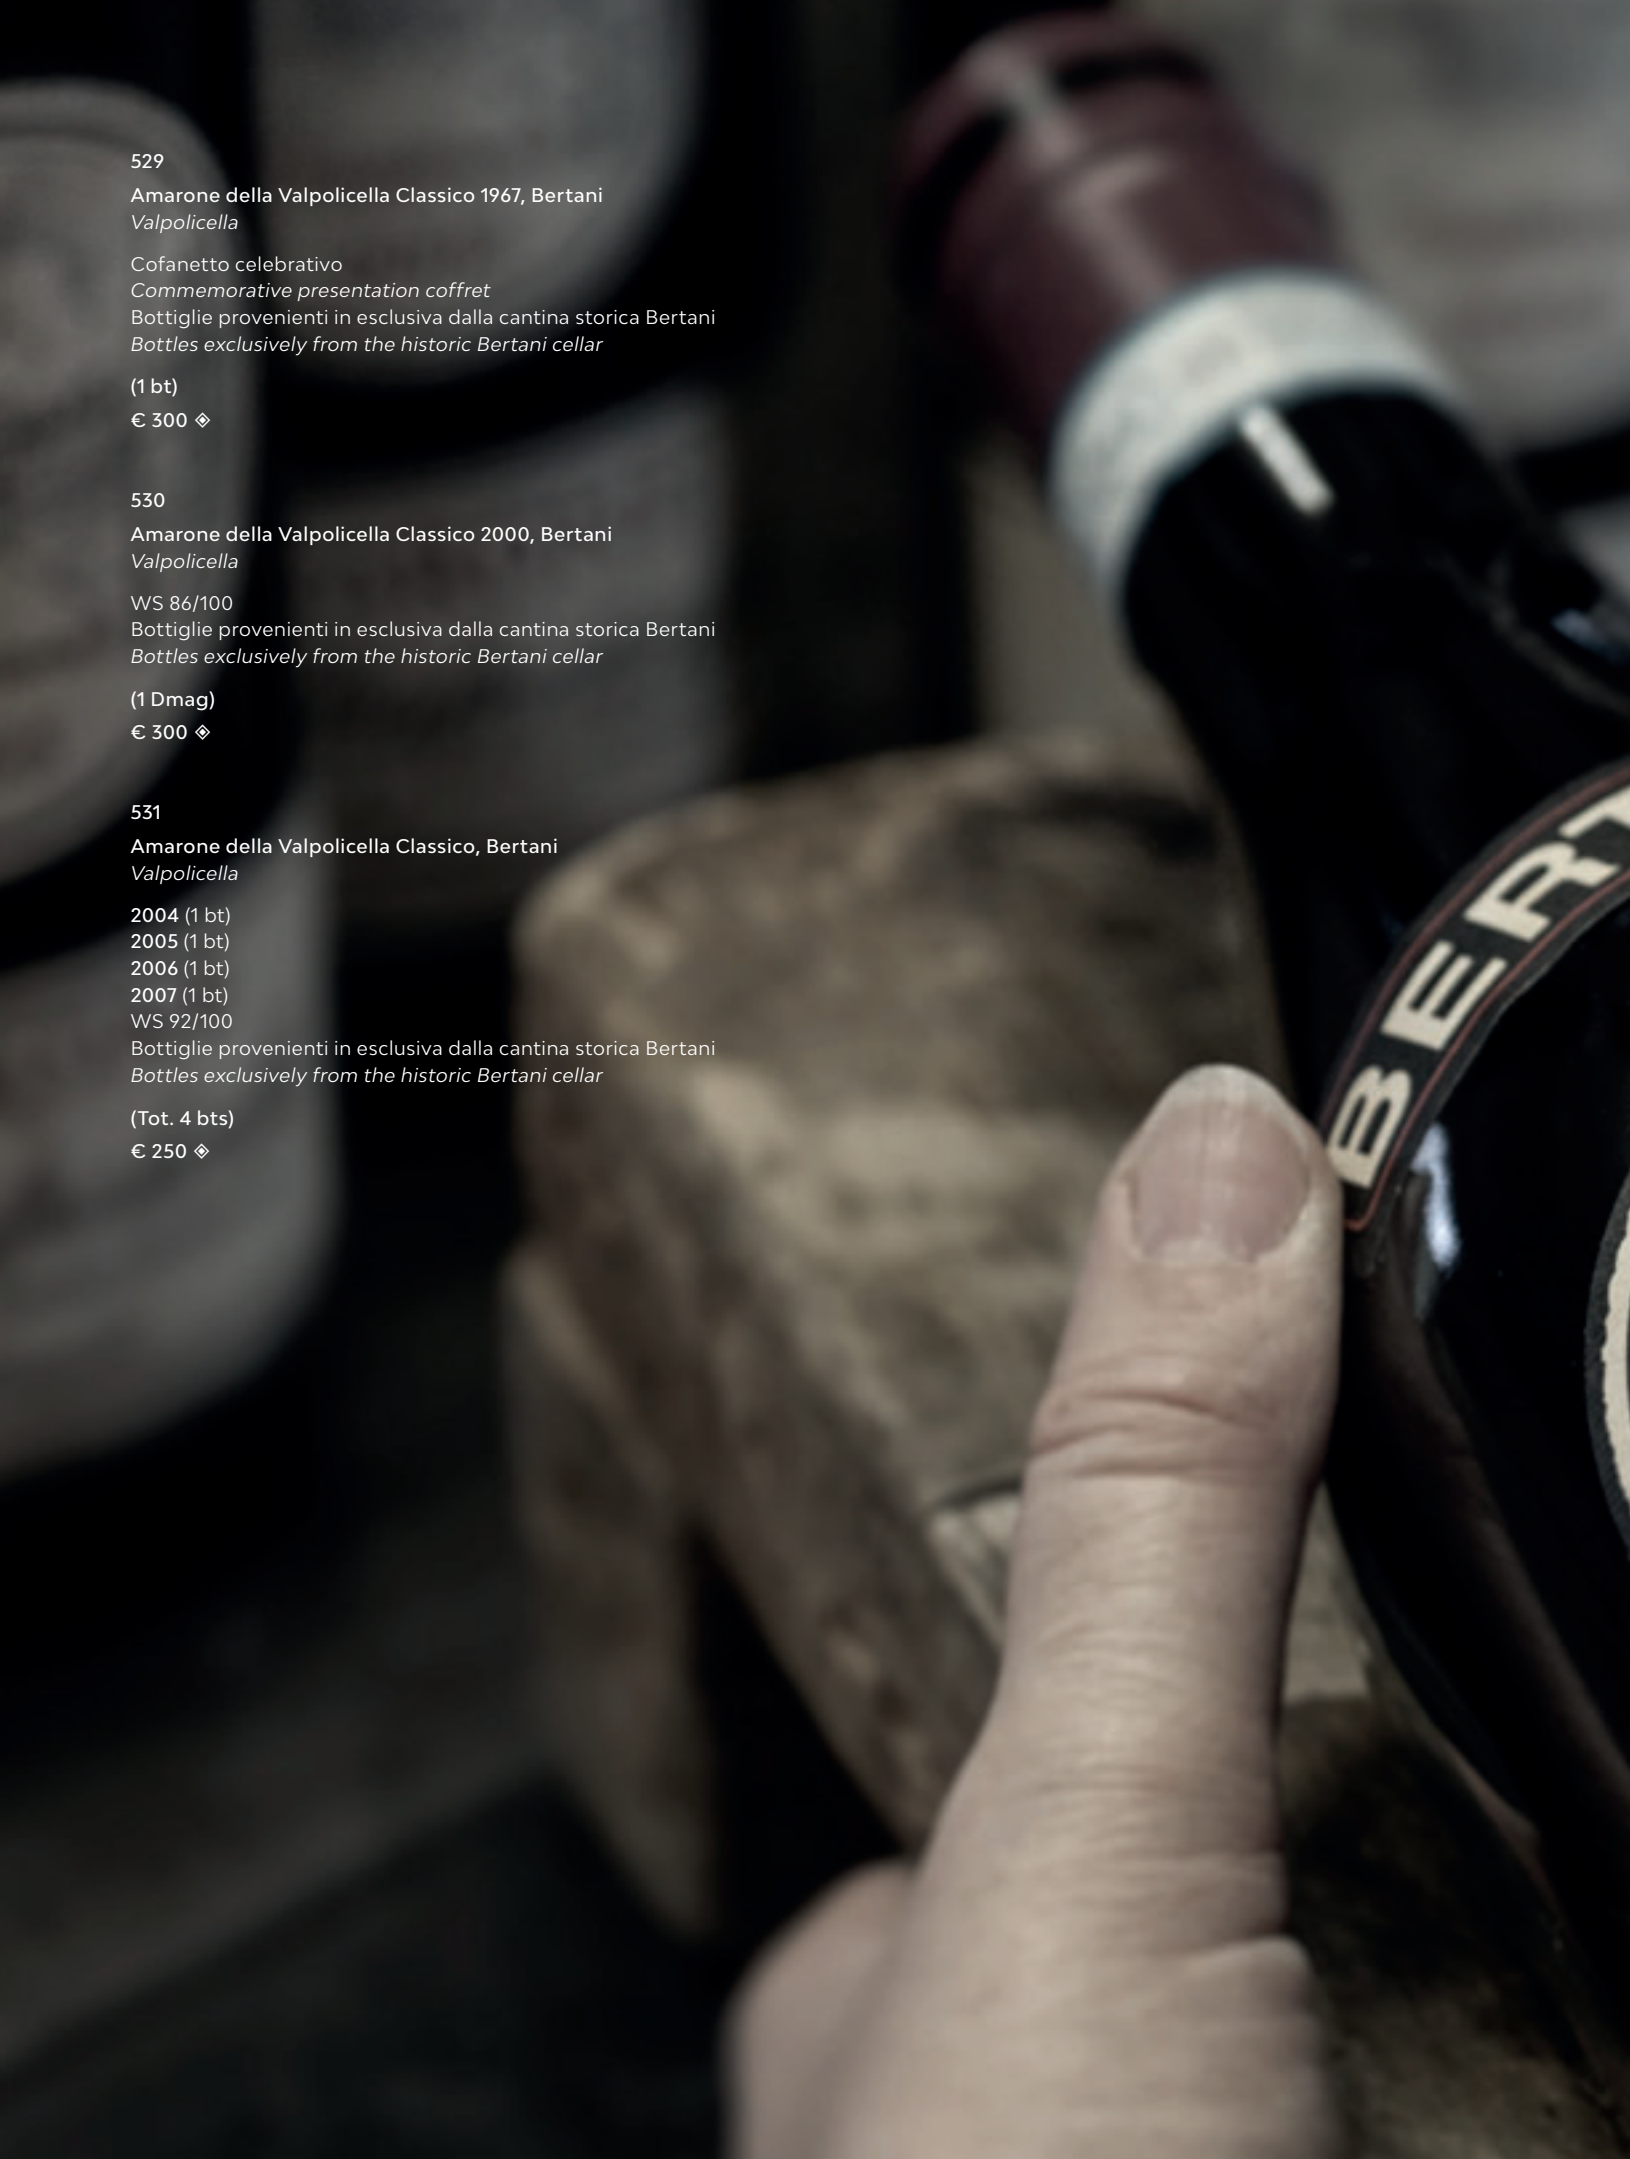 529
Amarone della Valpolicella Classico 1967, Bertani
Valpolicella
Cofanetto celebrativo
Commemorative presentation coffret
Bottiglie provenienti in esclusiva dalla cantina storica Bertani
Bottles exclusively from the historic Bertani cellar
(1 bt)
€ 300 ◈
530
Amarone della Valpolicella Classico 2000, Bertani
Valpolicella
WS 86/100
Bottiglie provenienti in esclusiva dalla cantina storica Bertani
Bottles exclusively from the historic Bertani cellar
(1 Dmag)
€ 300 ◈
531
Amarone della Valpolicella Classico, Bertani
Valpolicella
2004 (1 bt)
2005 (1 bt)
2006 (1 bt)
2007 (1 bt)
WS 92/100
Bottiglie provenienti in esclusiva dalla cantina storica Bertani
Bottles exclusively from the historic Bertani cellar
(Tot. 4 bts)
€ 250 ◈
BERT